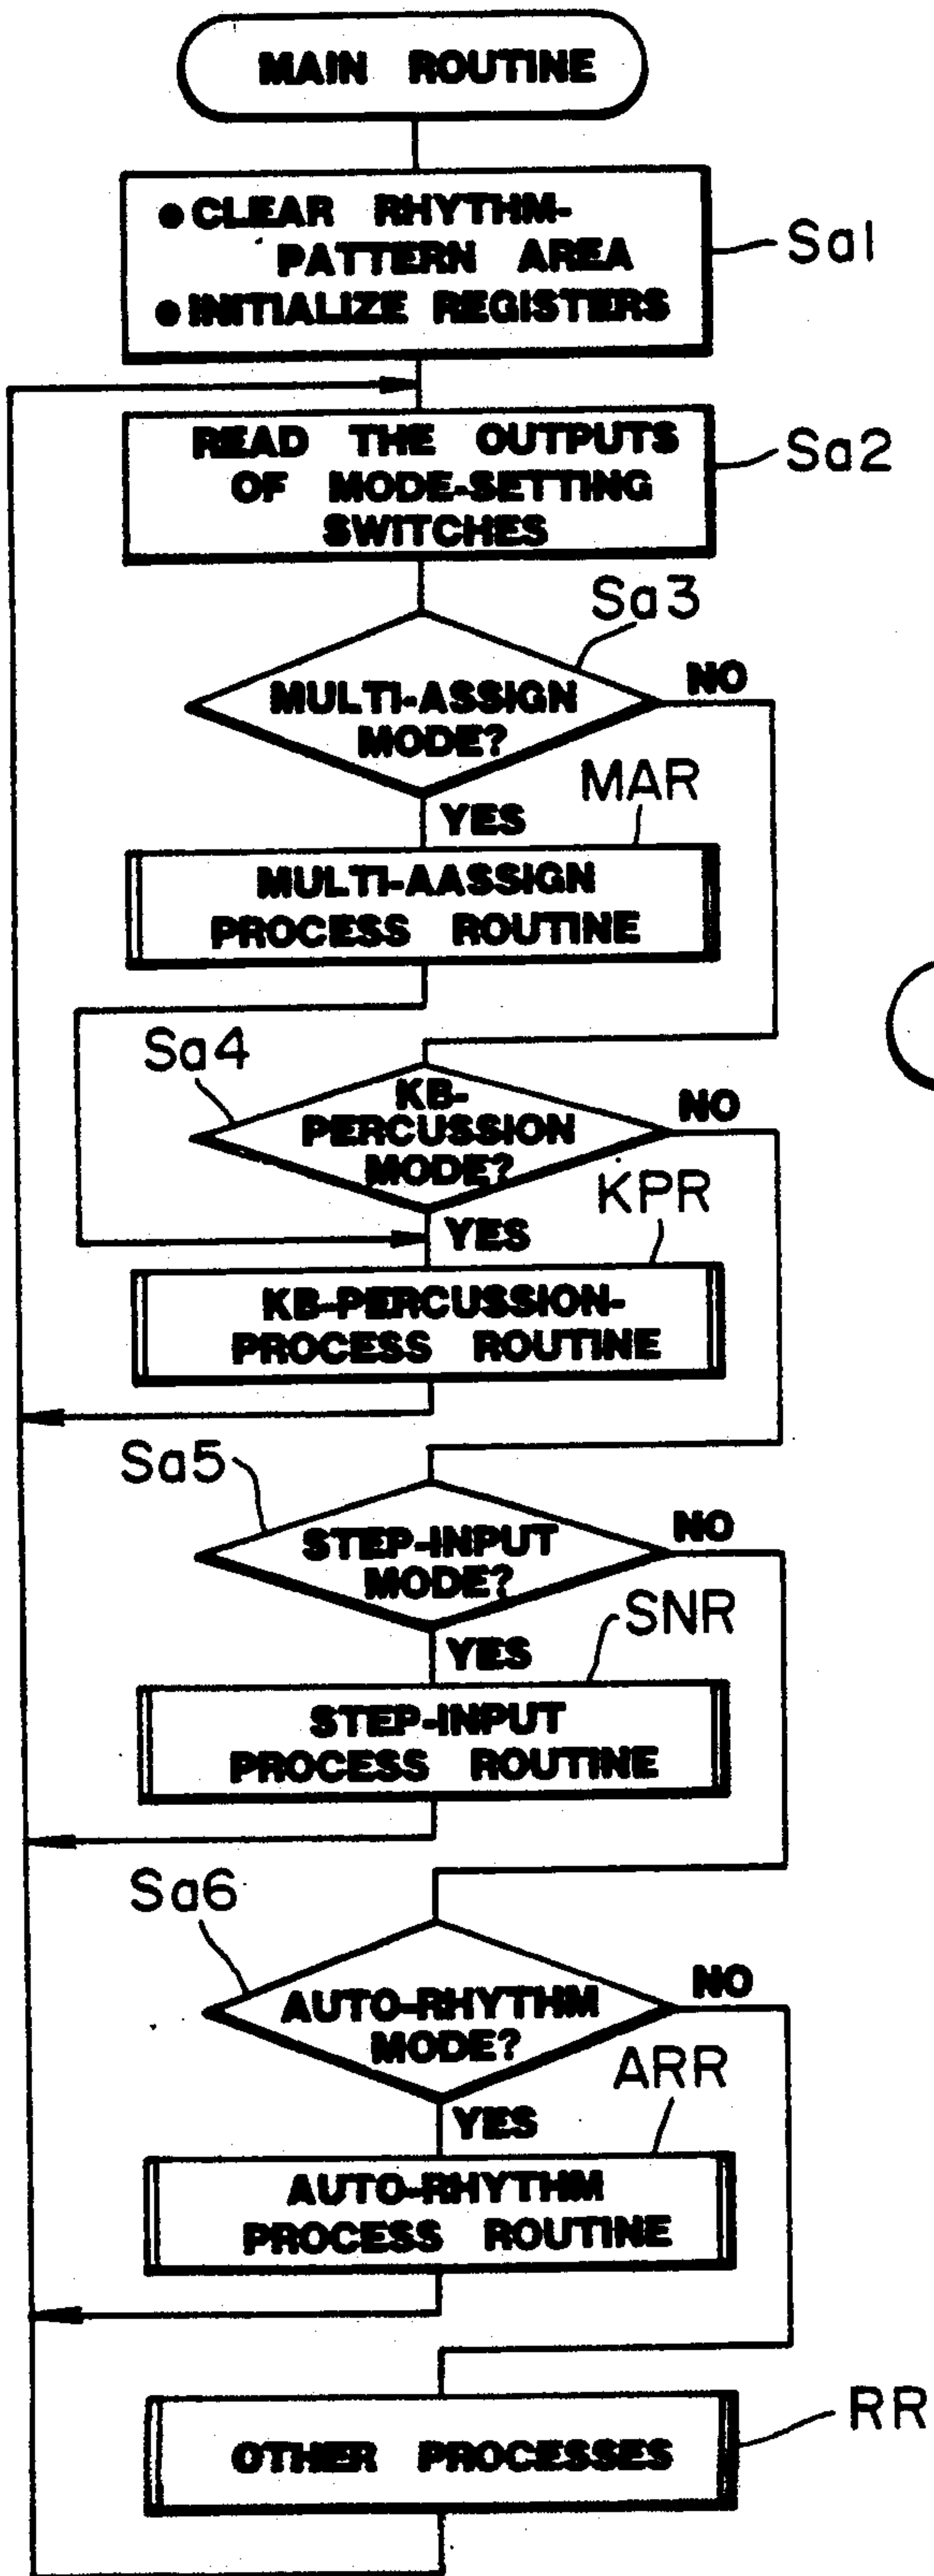 MAIN ROUTINE
● CLEAR RHYTHM-
PATTERN AREA
● INITIALIZE REGISTERS
Sa1
READ THE OUTPUTS
OF MODE-SETTING
SWITCHES
Sa2
Sa3
MULTI-ASSIGN
MODE?
NO
YES
MAR
MULTI-AASSIGN
PROCESS ROUTINE
Sa4
KB-
PERCUSSION
MODE?
NO
YES
KPR
KB-PERCUSSION-
PROCESS ROUTINE
Sa5
STEP-INPUT
MODE?
NO
YES
SNR
STEP-INPUT
PROCESS ROUTINE
Sa6
AUTO-RHYTHM
MODE?
NO
YES
ARR
AUTO-RHYTHM
PROCESS ROUTINE
RR
OTHER PROCESSES